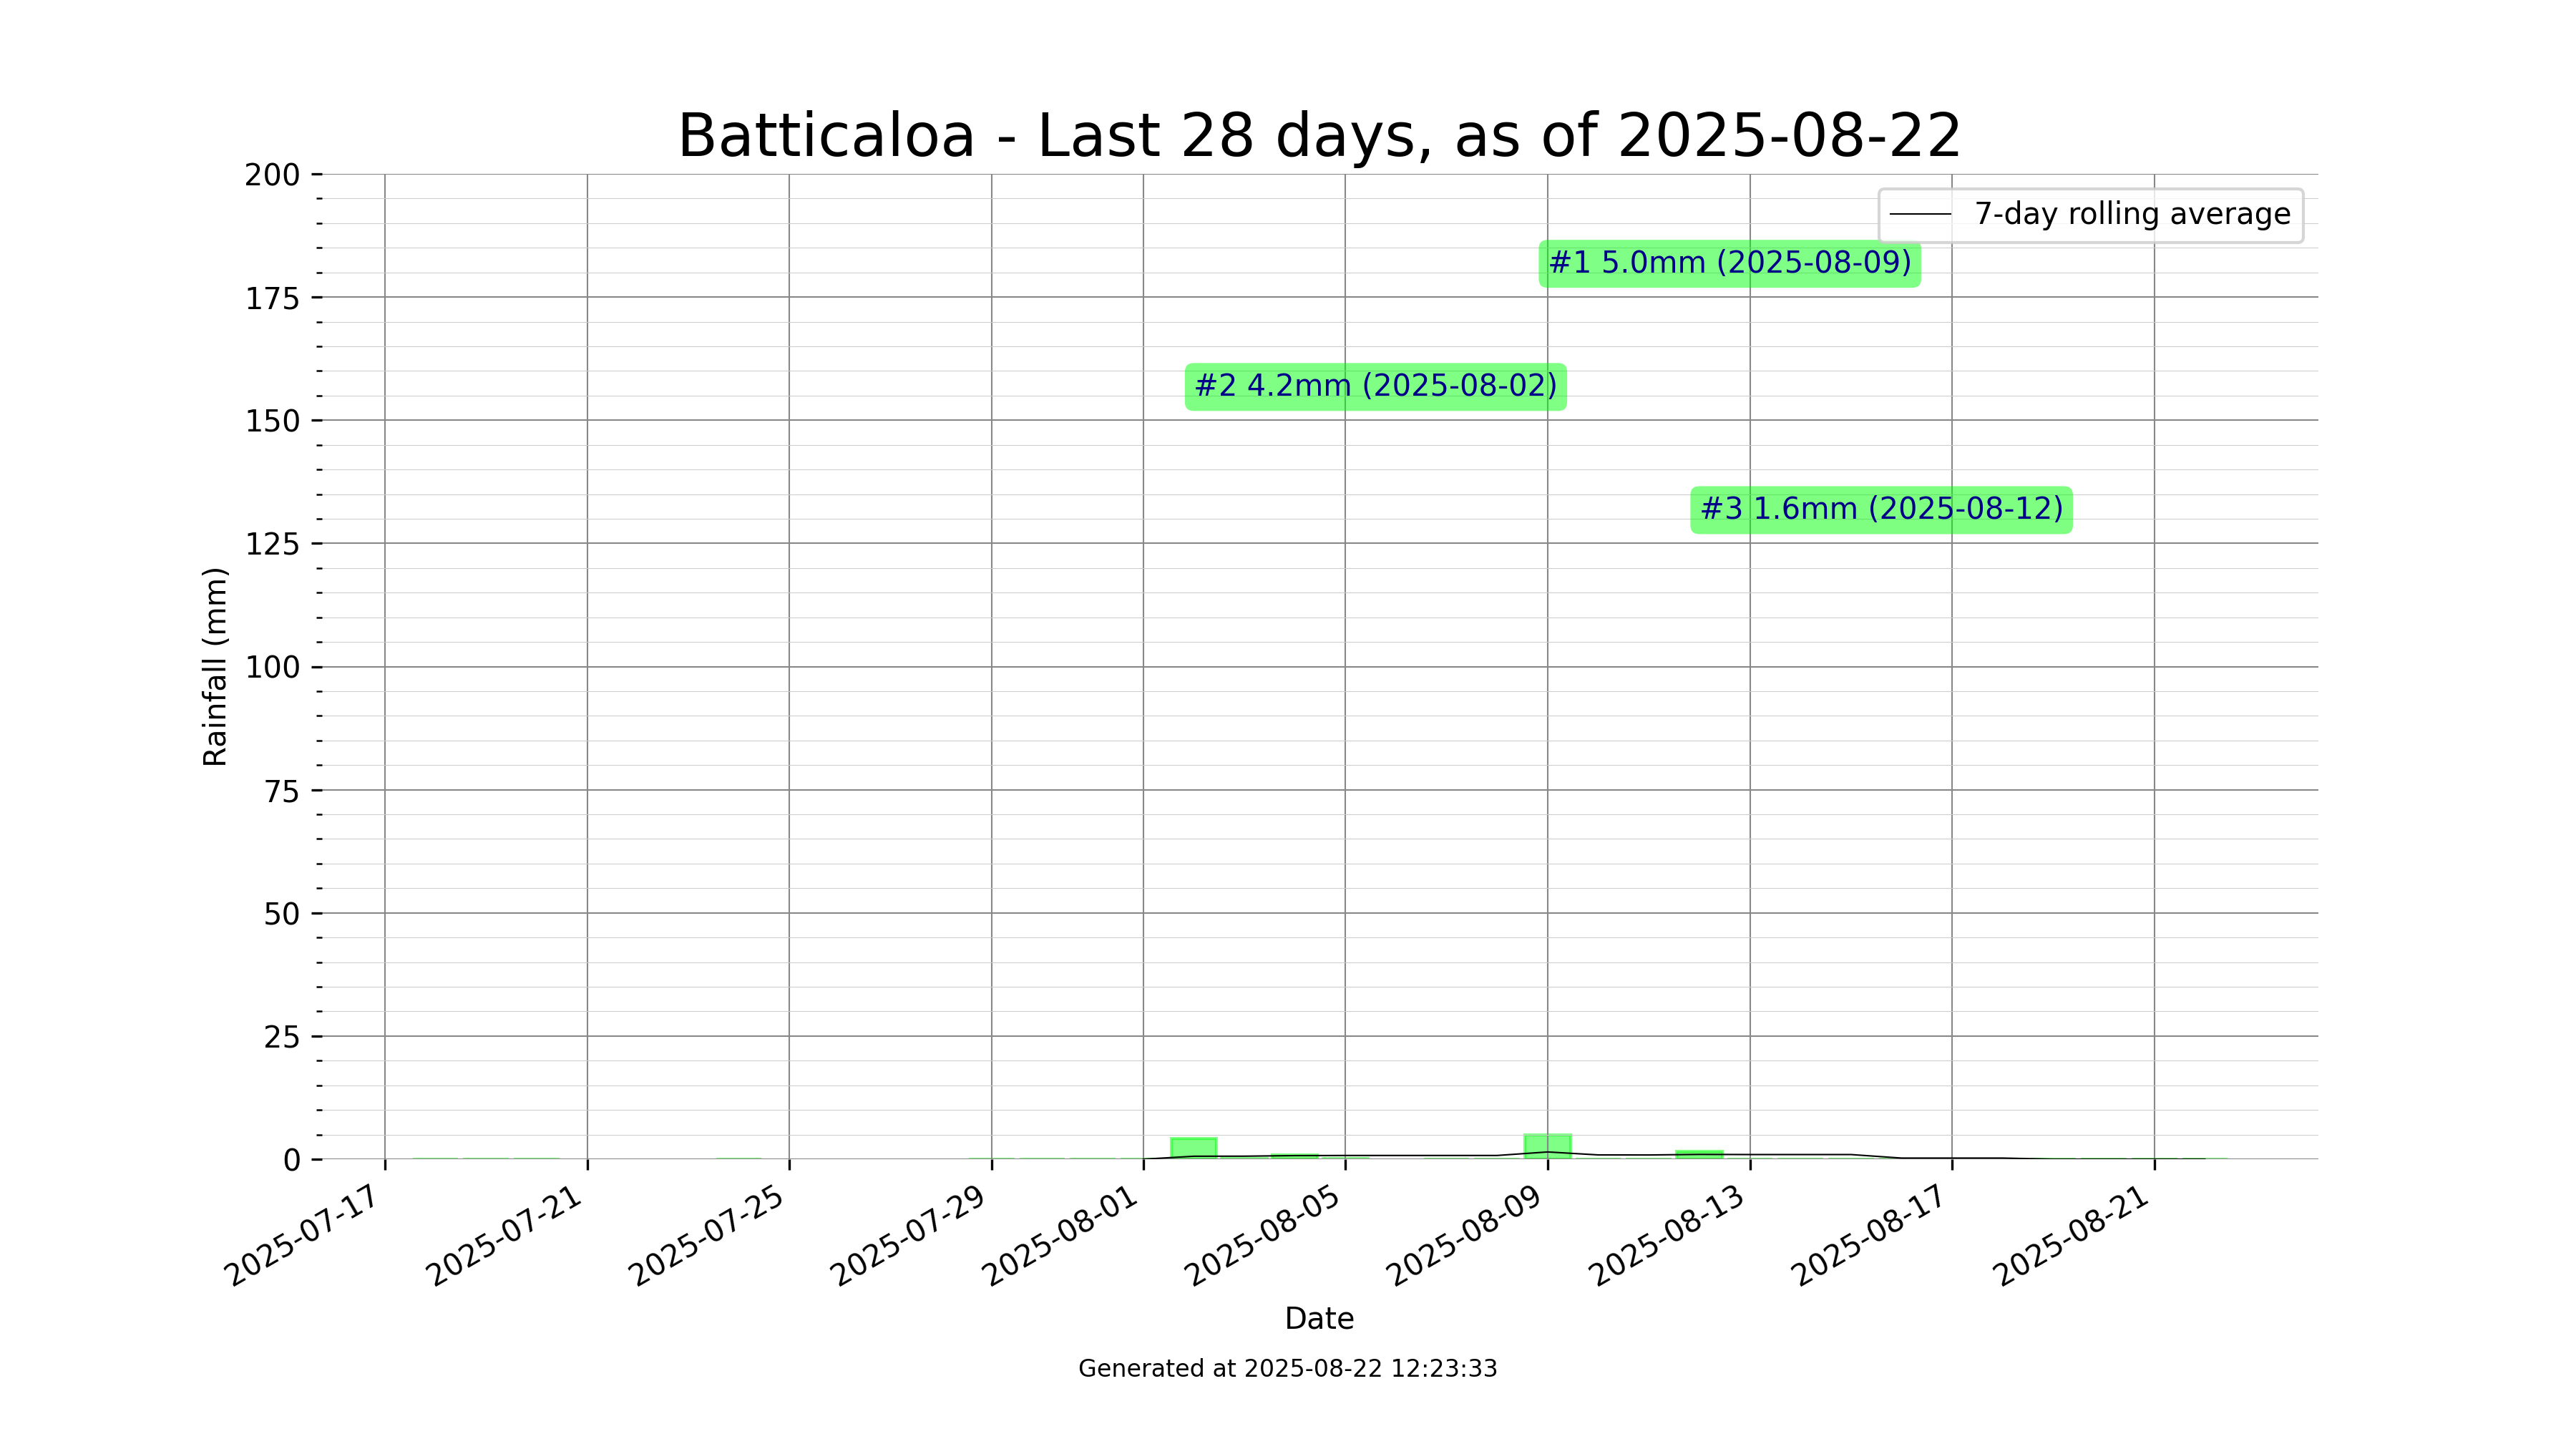 Batticaloa - Last 28 days, as of 2025-08-22
200
175
150
125
100
75
50
25
0
Rainfall (mm)
7-day rolling average
#1 5.0mm (2025-08-09)
#2 4.2mm (2025-08-02)
#3 1.6mm (2025-08-12)
2025-07-17
2025-07-21
2025-07-25
2025-07-29
2025-08-01
2025-08-05
2025-08-09
2025-08-13
2025-08-17
2025-08-21
Date
Generated at 2025-08-22 12:23:33